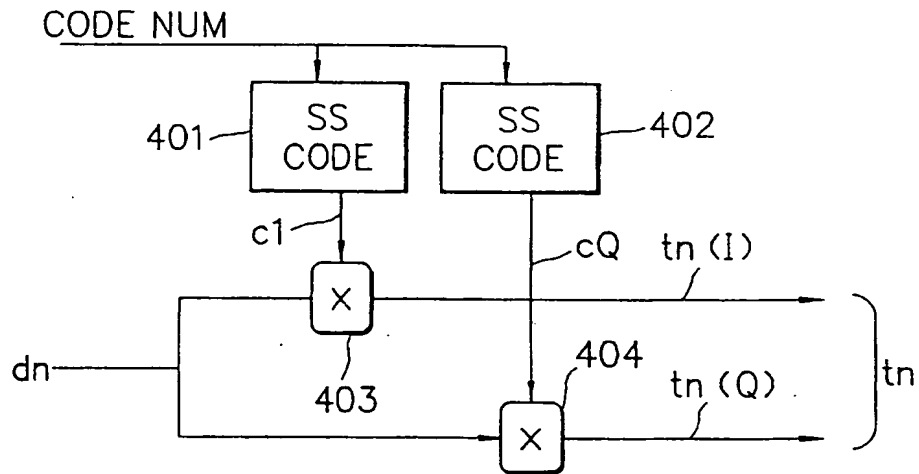 CODE NUM
SS
CODE
SS
CODE
401
402
c1
cQ
tn (I)
X
403
404
dn
tn
tn (Q)
X